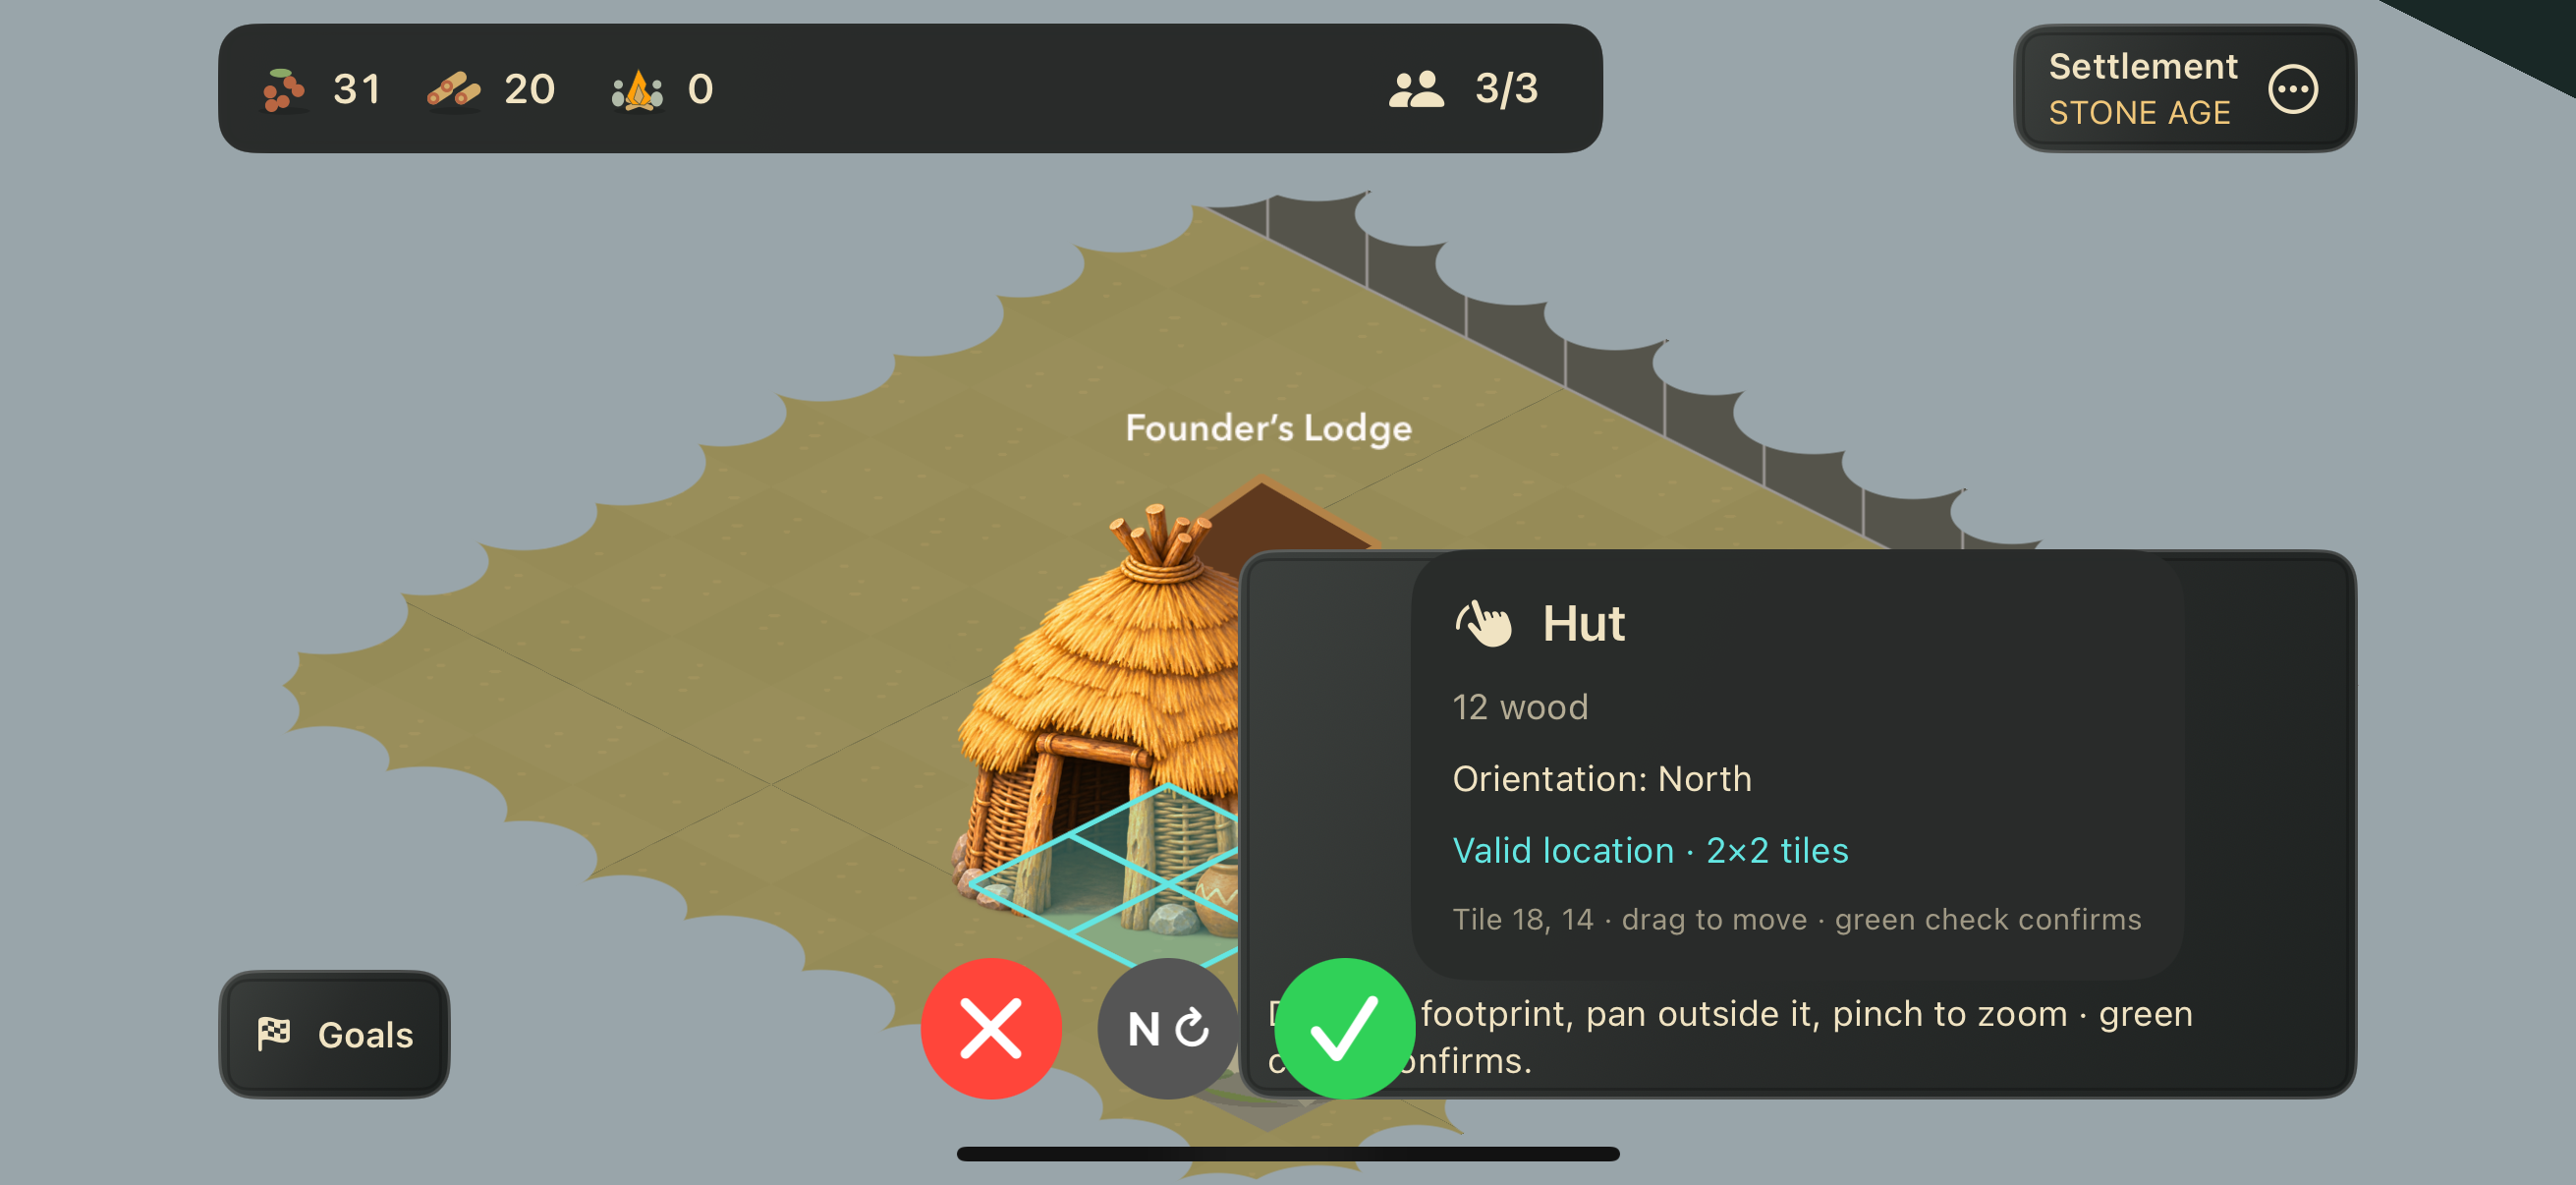 31 20 0 3/3
Settlement
STONE AGE
Founder's Lodge
Hut
12 wood
Orientation: North
Valid location · 2×2 tiles
Tile 18, 14 · drag to move · green check confirms
footprint, pan outside it, pinch to zoom · green
N
Goals